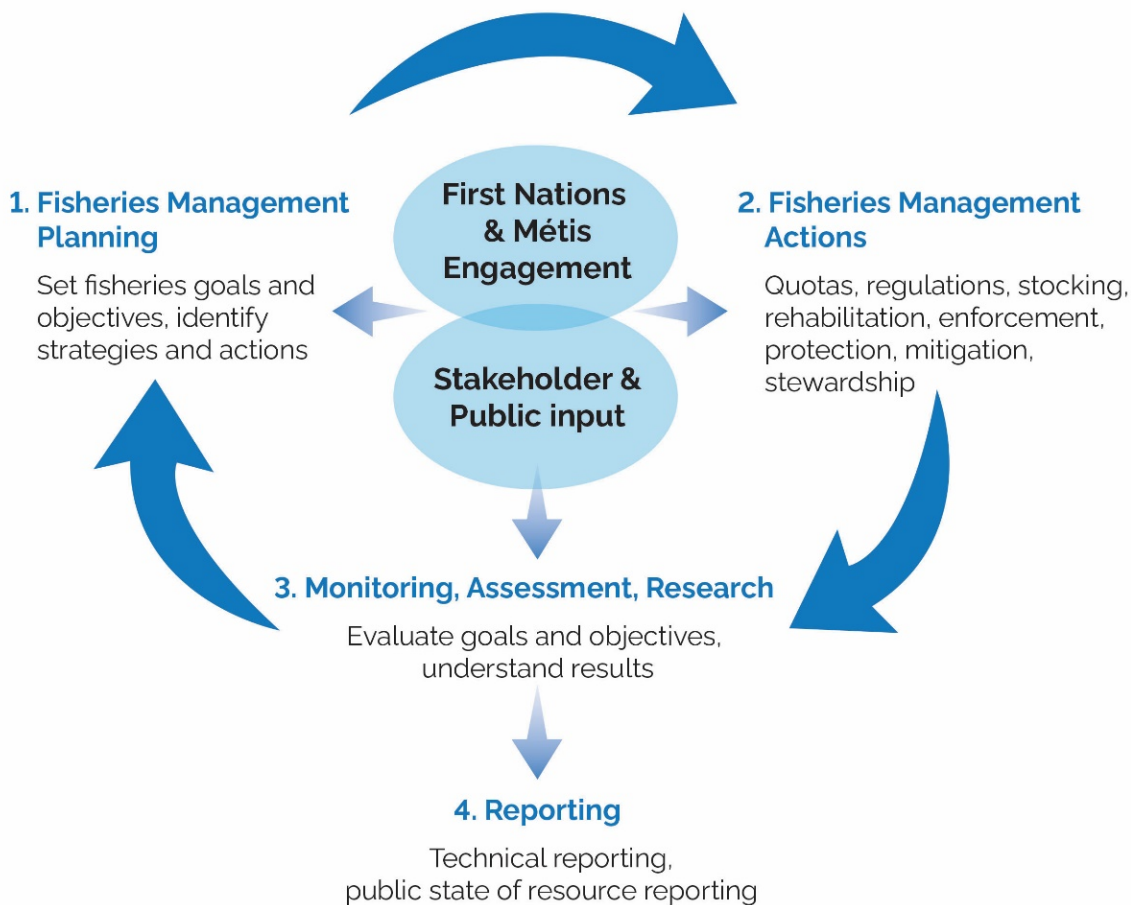 First Nations
& Métis
Engagement
1. Fisheries Management
Planning
Set fisheries goals and
objectives, identify
strategies and actions
2. Fisheries Management
Actions
Quotas, regulations, stocking,
rehabilitation, enforcement,
protection, mitigation,
stewardship
Stakeholder &
Public input
3. Monitoring, Assessment, Research
Evaluate goals and objectives,
understand results
4. Reporting
Technical reporting,
public state of resource reporting